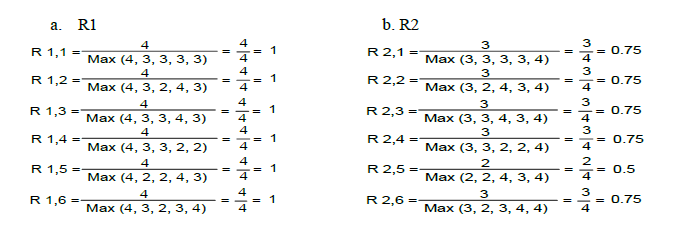 a. R1
R 1,1 = 4 / Max (4, 3, 3, 3, 3) = 4/4 = 1
R 1,2 = 4 / Max (4, 3, 2, 4, 3) = 4/4 = 1
R 1,3 = 4 / Max (4, 3, 3, 4, 3) = 4/4 = 1
R 1,4 = 4 / Max (4, 3, 3, 2, 2) = 4/4 = 1
R 1,5 = 4 / Max (4, 2, 2, 4, 3) = 4/4 = 1
R 1,6 = 4 / Max (4, 3, 2, 3, 4) = 4/4 = 1
b. R2
R 2,1 = 3 / Max (3, 3, 3, 3, 4) = 3/4 = 0.75
R 2,2 = 3 / Max (3, 2, 4, 3, 4) = 3/4 = 0.75
R 2,3 = 3 / Max (3, 3, 4, 3, 4) = 3/4 = 0.75
R 2,4 = 3 / Max (3, 3, 2, 2, 4) = 3/4 = 0.75
R 2,5 = 2 / Max (2, 2, 4, 3, 4) = 2/4 = 0.5
R 2,6 = 3 / Max (3, 2, 3, 4, 4) = 3/4 = 0.75